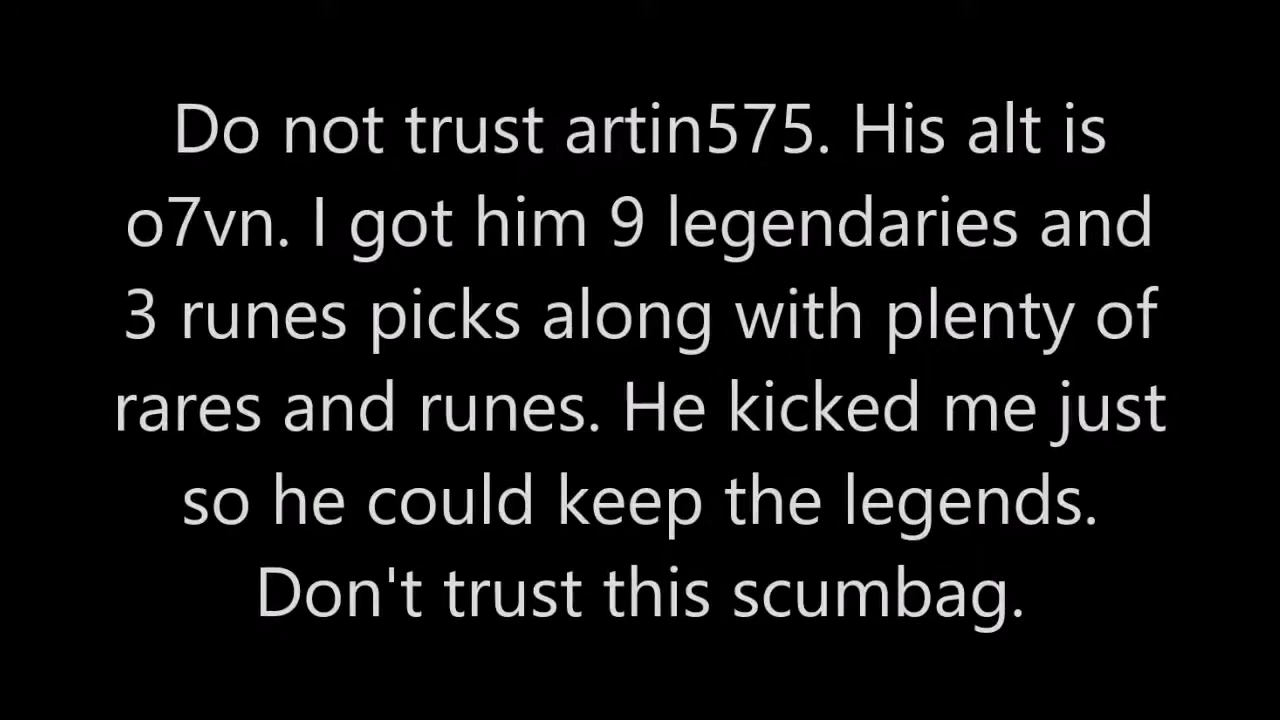 Do not trust artin575. His alt is
o7vn. I got him 9 legendaries and
3 runes picks along with plenty of
rares and runes. He kicked me just
so he could keep the legends.
Don't trust this scumbag.